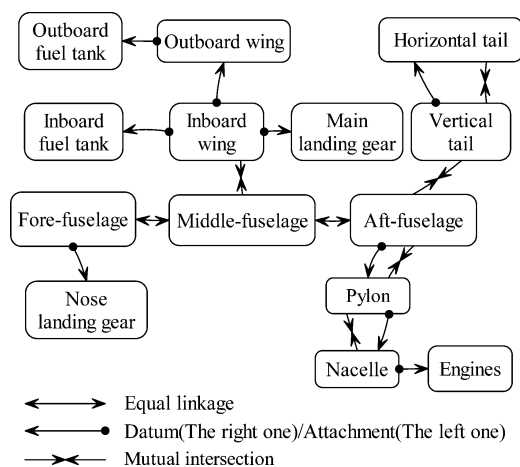 Outboard
fuel tank
Outboard wing
Horizontal tail
Inboard
fuel tank
Inboard
wing
Main
landing gear
Vertical
tail
Fore-fuselage
Middle-fuselage
Aft-fuselage
Nose
landing gear
Pylon
Nacelle
Engines
Equal linkage
Datum(The right one)/Attachment(The left one)
Mutual intersection